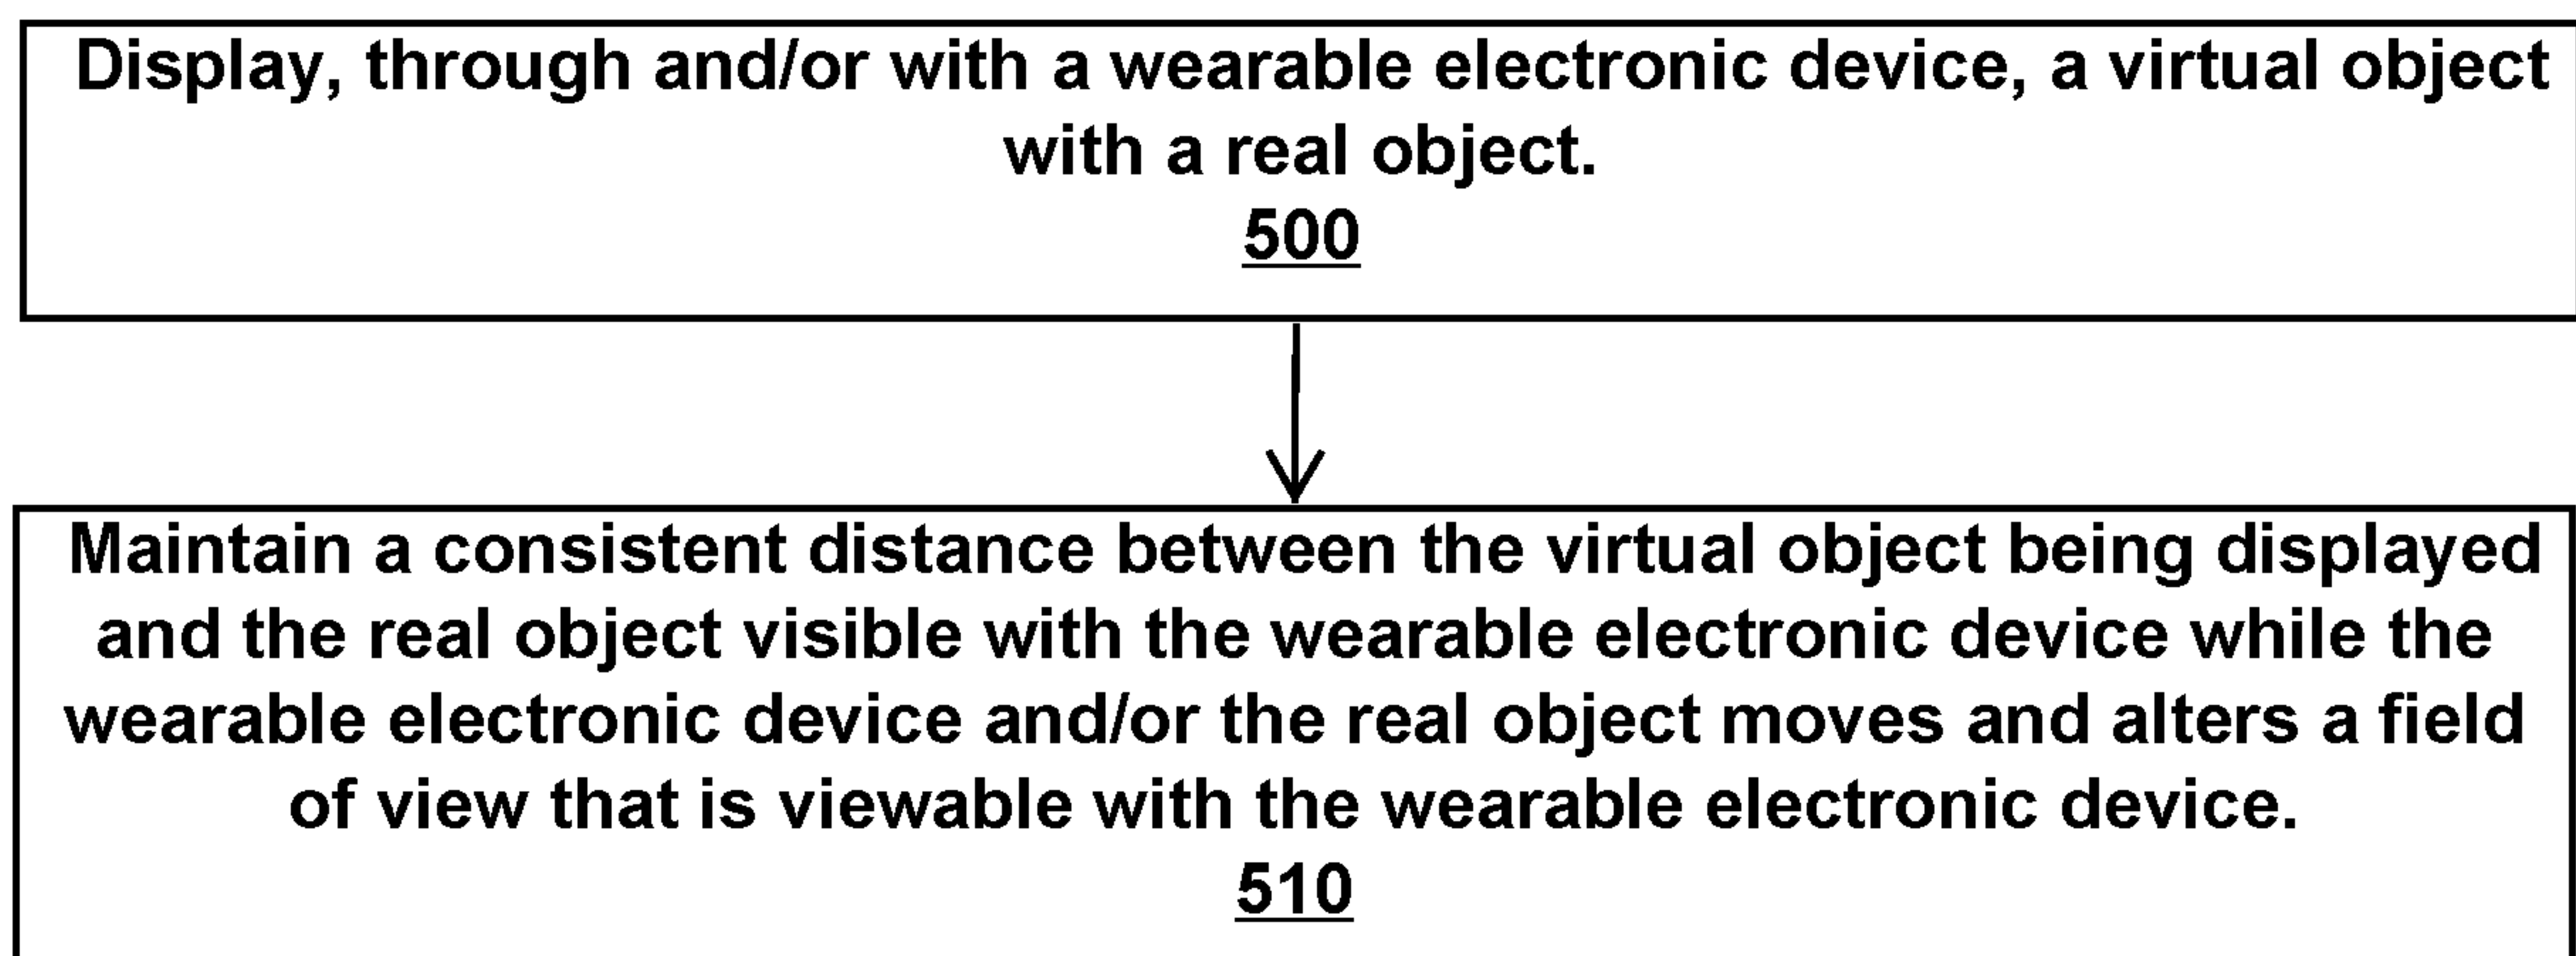 Display, through and/or with a wearable electronic device, a virtual object
with a real object.
500
Maintain a consistent distance between the virtual object being displayed
and the real object visible with the wearable electronic device while the
wearable electronic device and/or the real object moves and alters a field
of view that is viewable with the wearable electronic device.
510